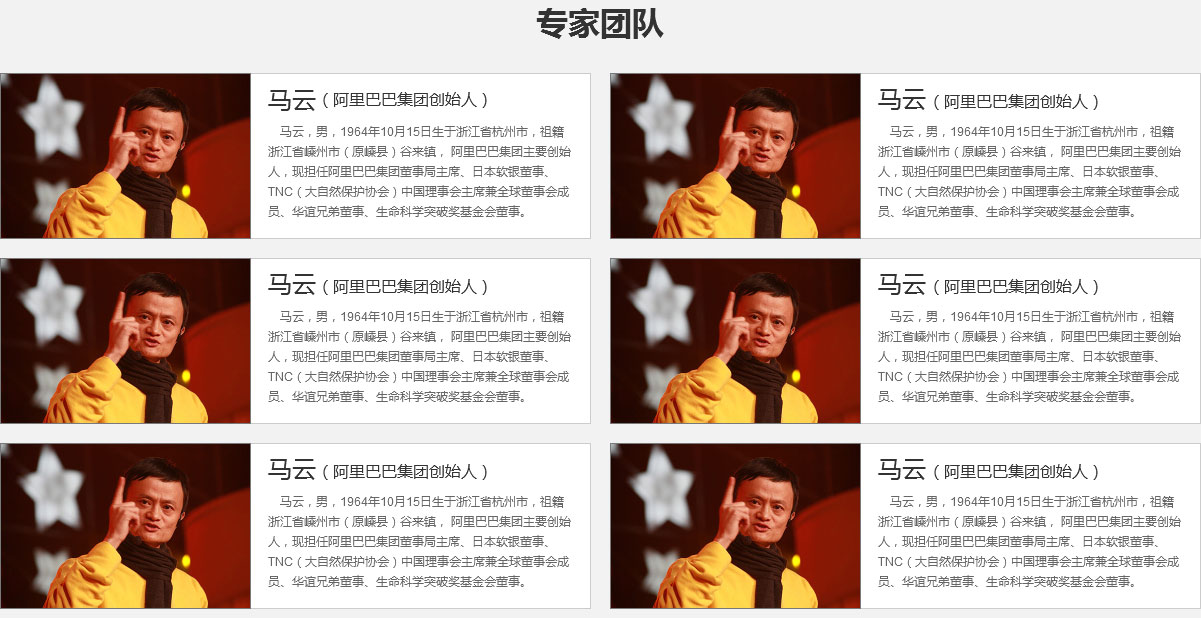 专家团队
马云（阿里巴巴集团创始人）
马云，男，1964年10月15日生于浙江省杭州市，祖籍
浙江省嵊州市（原嵊县）谷来镇， 阿里巴巴集团主要创始
人，现担任阿里巴巴集团董事局主席、日本软银董事、
TNC（大自然保护协会）中国理事会主席兼全球董事会成
员、华谊兄弟董事、生命科学突破奖基金会董事。
马云（阿里巴巴集团创始人）
马云，男，1964年10月15日生于浙江省杭州市，祖籍
浙江省嵊州市（原嵊县）谷来镇， 阿里巴巴集团主要创始
人，现担任阿里巴巴集团董事局主席、日本软银董事、
TNC（大自然保护协会）中国理事会主席兼全球董事会成
员、华谊兄弟董事、生命科学突破奖基金会董事。
马云（阿里巴巴集团创始人）
马云，男，1964年10月15日生于浙江省杭州市，祖籍
浙江省嵊州市（原嵊县）谷来镇， 阿里巴巴集团主要创始
人，现担任阿里巴巴集团董事局主席、日本软银董事、
TNC（大自然保护协会）中国理事会主席兼全球董事会成
员、华谊兄弟董事、生命科学突破奖基金会董事。
马云（阿里巴巴集团创始人）
马云，男，1964年10月15日生于浙江省杭州市，祖籍
浙江省嵊州市（原嵊县）谷来镇， 阿里巴巴集团主要创始
人，现担任阿里巴巴集团董事局主席、日本软银董事、
TNC（大自然保护协会）中国理事会主席兼全球董事会成
员、华谊兄弟董事、生命科学突破奖基金会董事。
马云（阿里巴巴集团创始人）
马云，男，1964年10月15日生于浙江省杭州市，祖籍
浙江省嵊州市（原嵊县）谷来镇， 阿里巴巴集团主要创始
人，现担任阿里巴巴集团董事局主席、日本软银董事、
TNC（大自然保护协会）中国理事会主席兼全球董事会成
员、华谊兄弟董事、生命科学突破奖基金会董事。
马云（阿里巴巴集团创始人）
马云，男，1964年10月15日生于浙江省杭州市，祖籍
浙江省嵊州市（原嵊县）谷来镇， 阿里巴巴集团主要创始
人，现担任阿里巴巴集团董事局主席、日本软银董事、
TNC（大自然保护协会）中国理事会主席兼全球董事会成
员、华谊兄弟董事、生命科学突破奖基金会董事。